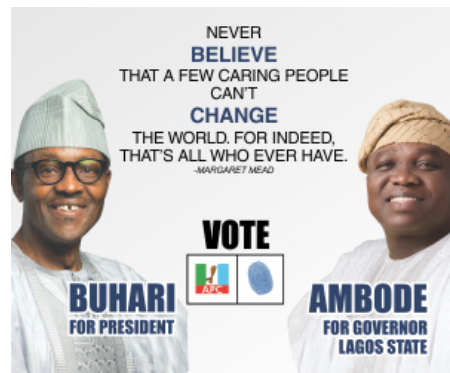 NEVER
BELIEVE
THAT A FEW CARING PEOPLE
CAN'T
CHANGE
THE WORLD. FOR INDEED,
THAT'S ALL WHO EVER HAVE.
-MARGARET MEAD
VOTE
APC
BUHARI
FOR PRESIDENT
AMBODE
FOR GOVERNOR
LAGOS STATE